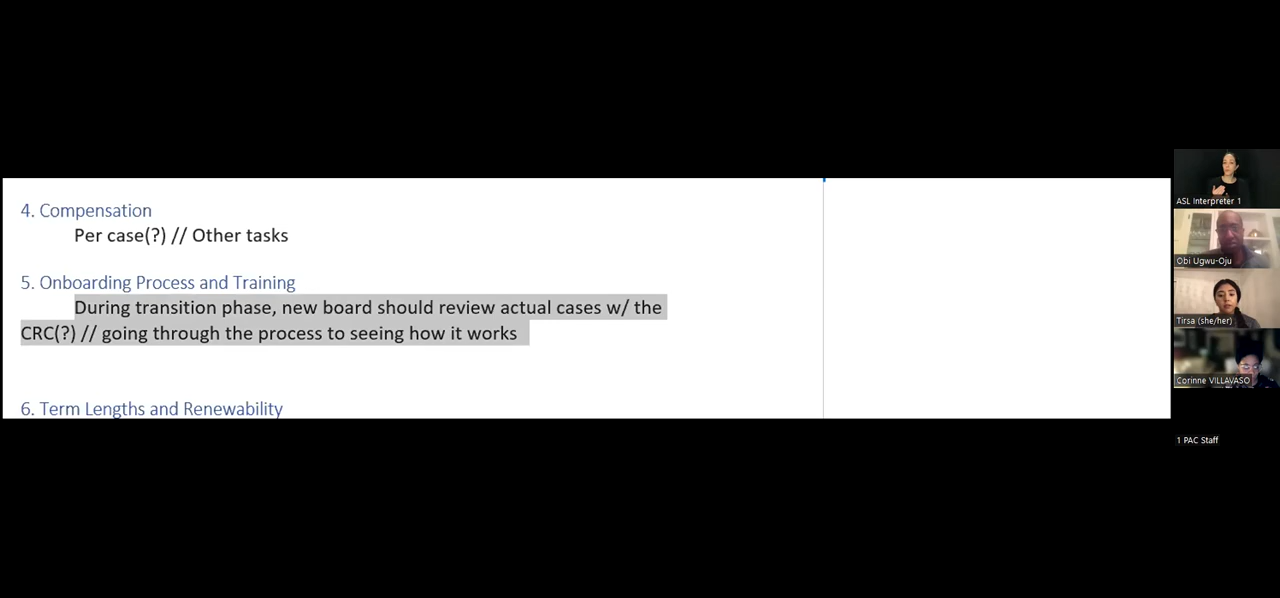 4. Compensation
Per case(?) // Other tasks
5. Onboarding Process and Training
During transition phase, new board should review actual cases w/ the
CRC(?) // going through the process to seeing how it works
6. Term Lengths and Renewability
ASL Interpreter 1
Obi Ugwu-Oju
Tirsa (she/her)
Corinne VILLAVASO
1 PAC Staff